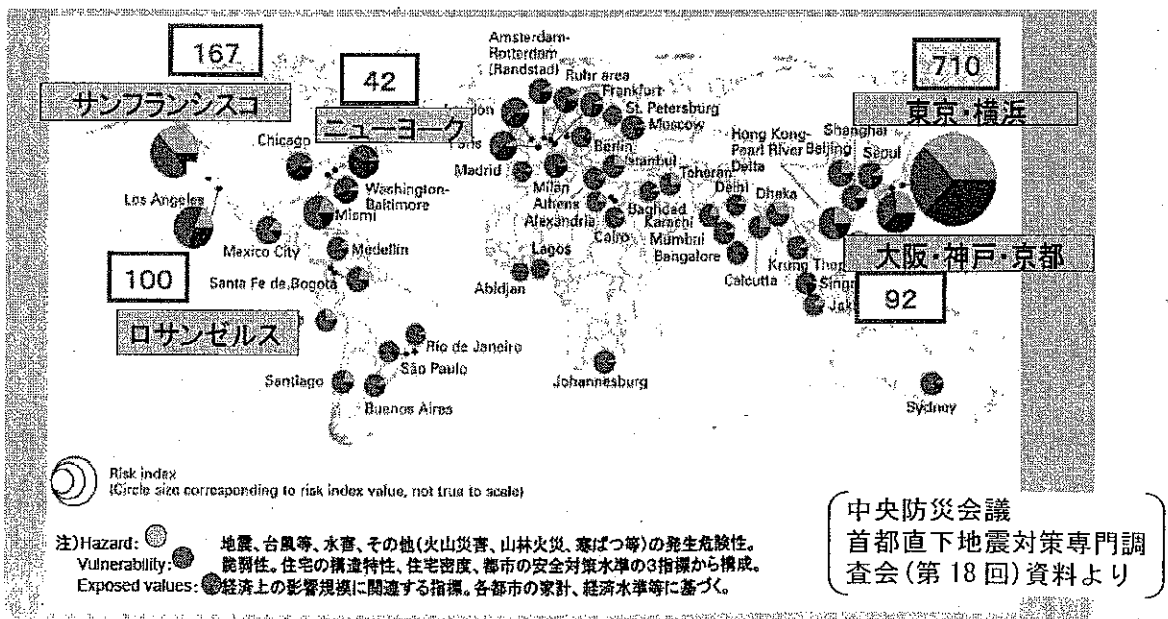 167
サンフランシスコ
42
ニューヨーク
710
東京・横浜
Amsterdam-
Rotterdam
(Randstad)
Ruhr area
Frankfurt
St. Petersburg
Moscow
Berlin
Istanbul
Chicago
Madrid
Milan
Athens
Alexandria
Cairo
Baghdad
Teheran
Delhi
Karachi
Mumbai
Bangalore
Dhaka
Calcutta
Hong Kong-
Pearl River
Delta
Shanghai
Beijing
Seoul
Washington-
Baltimore
Los Angeles
Miami
Mexico City
Medellin
Santa Fe de Bogota
Lagos
Abidjan
大阪・神戸・京都
92
100
ロサンゼルス
Rio de Janeiro
São Paulo
Santiago
Buenos Aires
Johannesburg
Sydney
Risk index
(Circle size corresponding to risk index value, not true to scale)
注)Hazard: 地震、台風等、水害、その他(火山災害、山林火災、寒ばつ等)の発生危険性。
Vulnerability: 脆弱性。住宅の構造特性、住宅密度、都市の安全対策水準の3指標から構成。
Exposed values: 経済上の影響規模に関連する指標。各都市の家計、経済水準等に基づく。
中央防災会議
首都直下地震対策専門調
査会(第18回)資料より